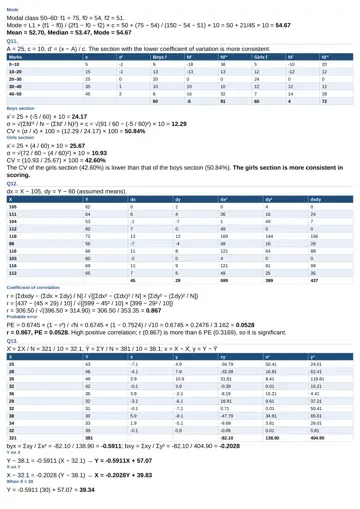 Mode
Modal class 50–60: f1 = 75, f0 = 54, f2 = 51.
Mode = L1 + (f1 − f0) / (2f1 − f0 − f2) × c = 50 + (75 − 54) / (150 − 54 − 51) × 10 = 50 + 21/45 × 10 = 54.67
Mean = 52.70, Median = 53.47, Mode = 54.67
Q11.
A = 25, c = 10, d' = (x − A) / c. The section with the lower coefficient of variation is more consistent.
Marks x d' Boys f fd' fd'² Girls f fd' fd'²
0–10 5 -2 9 -18 36 5 -10 20
10–20 15 -1 13 -13 13 12 -12 12
20–30 25 0 20 0 0 24 0 0
30–40 35 1 10 10 10 12 12 12
40–50 45 2 8 16 32 7 14 28
60 -5 91 60 4 72
Boys section
x̄ = 25 + (-5 / 60) × 10 = 24.17
σ = √(Σfd'² / N − (Σfd' / N)²) × c = √(91 / 60 − (-5 / 60)²) × 10 = 12.29
CV = (σ / x̄) × 100 = (12.29 / 24.17) × 100 = 50.84%
Girls section
x̄ = 25 + (4 / 60) × 10 = 25.67
σ = √(72 / 60 − (4 / 60)²) × 10 = 10.93
CV = (10.93 / 25.67) × 100 = 42.60%
The CV of the girls section (42.60%) is lower than that of the boys section (50.84%). The girls section is more consistent in
scoring.
Q12.
dx = X − 105, dy = Y − 60 (assumed means).
X Y dx dy dx² dy² dxdy
105 62 0 2 0 4 0
111 64 6 4 36 16 24
104 53 -1 -7 1 49 7
112 60 7 0 49 0 0
118 72 13 12 169 144 156
98 56 -7 -4 49 16 28
116 68 11 8 121 64 88
103 60 -2 0 4 0 0
116 69 11 9 121 81 99
112 65 7 5 49 25 35
45 29 599 399 437
Coefficient of correlation
r = [Σdxdy − (Σdx × Σdy) / N] / √{[Σdx² − (Σdx)² / N] × [Σdy² − (Σdy)² / N]}
r = [437 − (45 × 29) / 10] / √{[599 − 45² / 10] × [399 − 29² / 10]}
r = 306.50 / √(396.50 × 314.90) = 306.50 / 353.35 = 0.867
Probable error
PE = 0.6745 × (1 − r²) / √N = 0.6745 × (1 − 0.7524) / √10 = 0.6745 × 0.2476 / 3.162 = 0.0528
r = 0.867, PE = 0.0528. High positive correlation; r (0.867) is more than 6 PE (0.3169), so it is significant.
Q13.
X̄ = ΣX / N = 321 / 10 = 32.1, Ȳ = ΣY / N = 381 / 10 = 38.1; x = X − X̄, y = Y − Ȳ
X Y x y xy x² y²
25 43 −7.1 4.9 -34.79 50.41 24.01
28 46 -4.1 7.9 -32.39 16.81 62.41
35 49 2.9 10.9 31.61 8.41 118.81
32 42 -0.1 3.9 -0.39 0.01 15.21
36 36 3.9 -2.1 -8.19 15.21 4.41
29 32 -3.1 -6.1 18.91 9.61 37.21
32 31 -0.1 -7.1 0.71 0.01 50.41
38 30 5.9 -8.1 -47.79 34.81 65.61
34 33 1.9 -5.1 -9.69 3.61 26.01
32 39 -0.1 0.9 -0.09 0.01 0.81
321 381 -82.10 138.90 404.90
byx = Σxy / Σx² = -82.10 / 138.90 = -0.5911; bxy = Σxy / Σy² = -82.10 / 404.90 = -0.2028
Y on X
Y − 38.1 = -0.5911 (X − 32.1) → Y = -0.5911X + 57.07
X on Y
X − 32.1 = -0.2028 (Y − 38.1) → X = -0.2028Y + 39.83
When X = 30
Y = -0.5911 (30) + 57.07 = 39.34